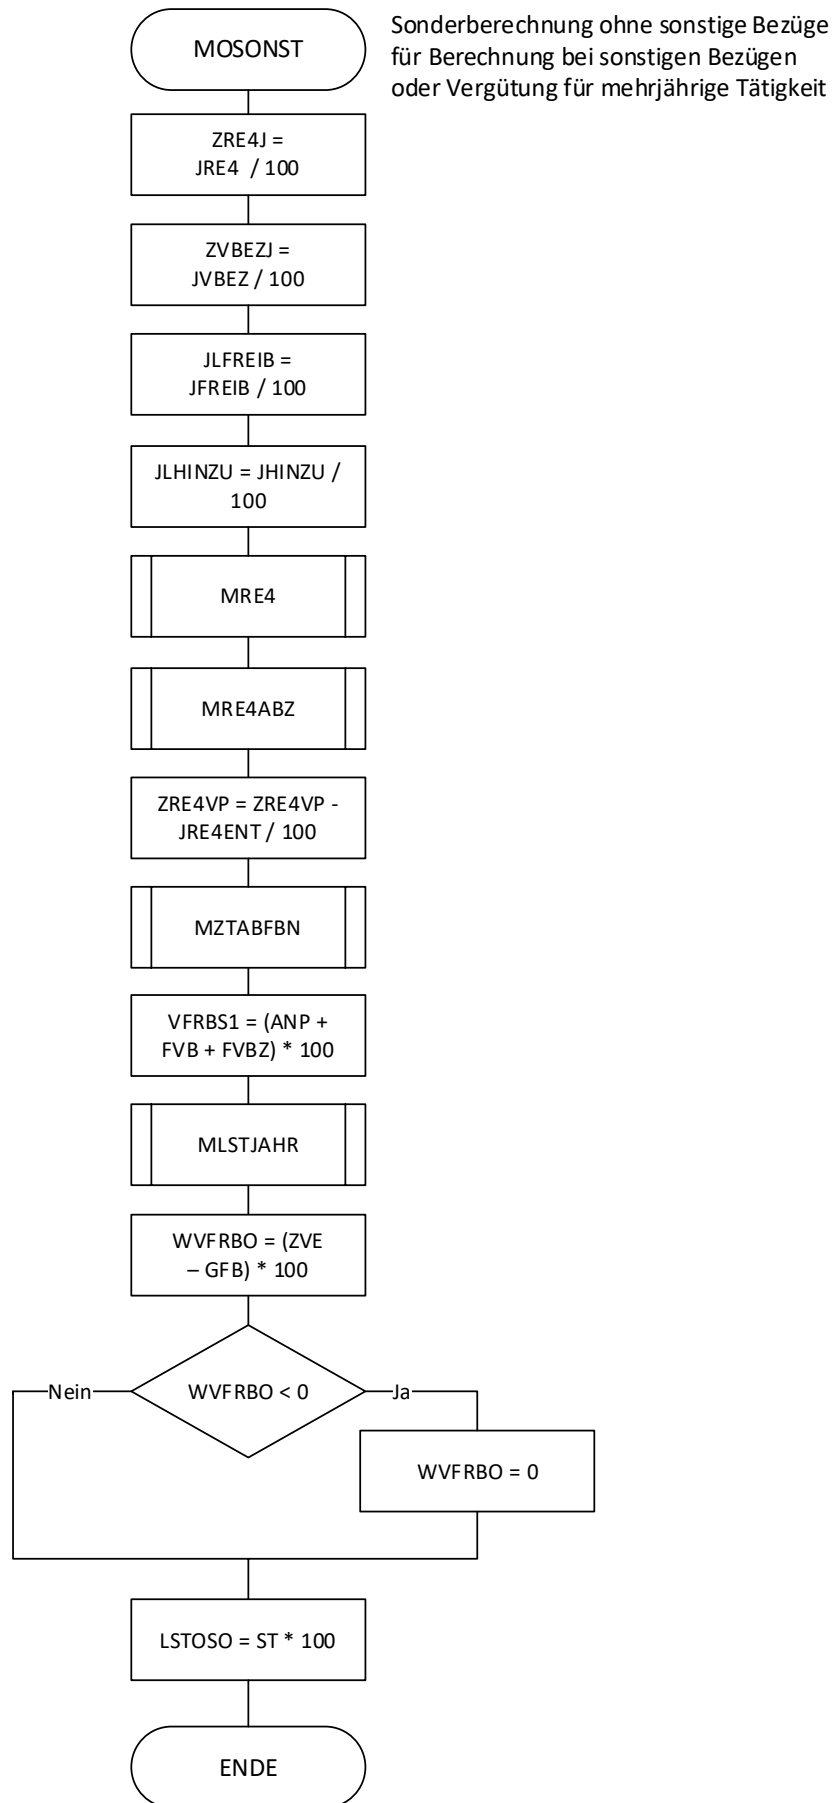 MOSONST
Sonderberechnung ohne sonstige Bezüge
für Berechnung bei sonstigen Bezügen
oder Vergütung für mehrjährige Tätigkeit
ZRE4J =
JRE4 / 100
ZVBEZJ =
JVBEZ / 100
JLFREIB =
JFREIB / 100
JLHINZU = JHINZU /
100
MRE4
MRE4ABZ
ZRE4VP = ZRE4VP -
JRE4ENT / 100
MZTABFBN
VFRBS1 = (ANP +
FVB + FVBZ) * 100
MLSTJAHR
WVFRBO = (ZVE
– GFB) * 100
Nein
WVFRBO < 0
Ja
WVFRBO = 0
LSTOSO = ST * 100
ENDE